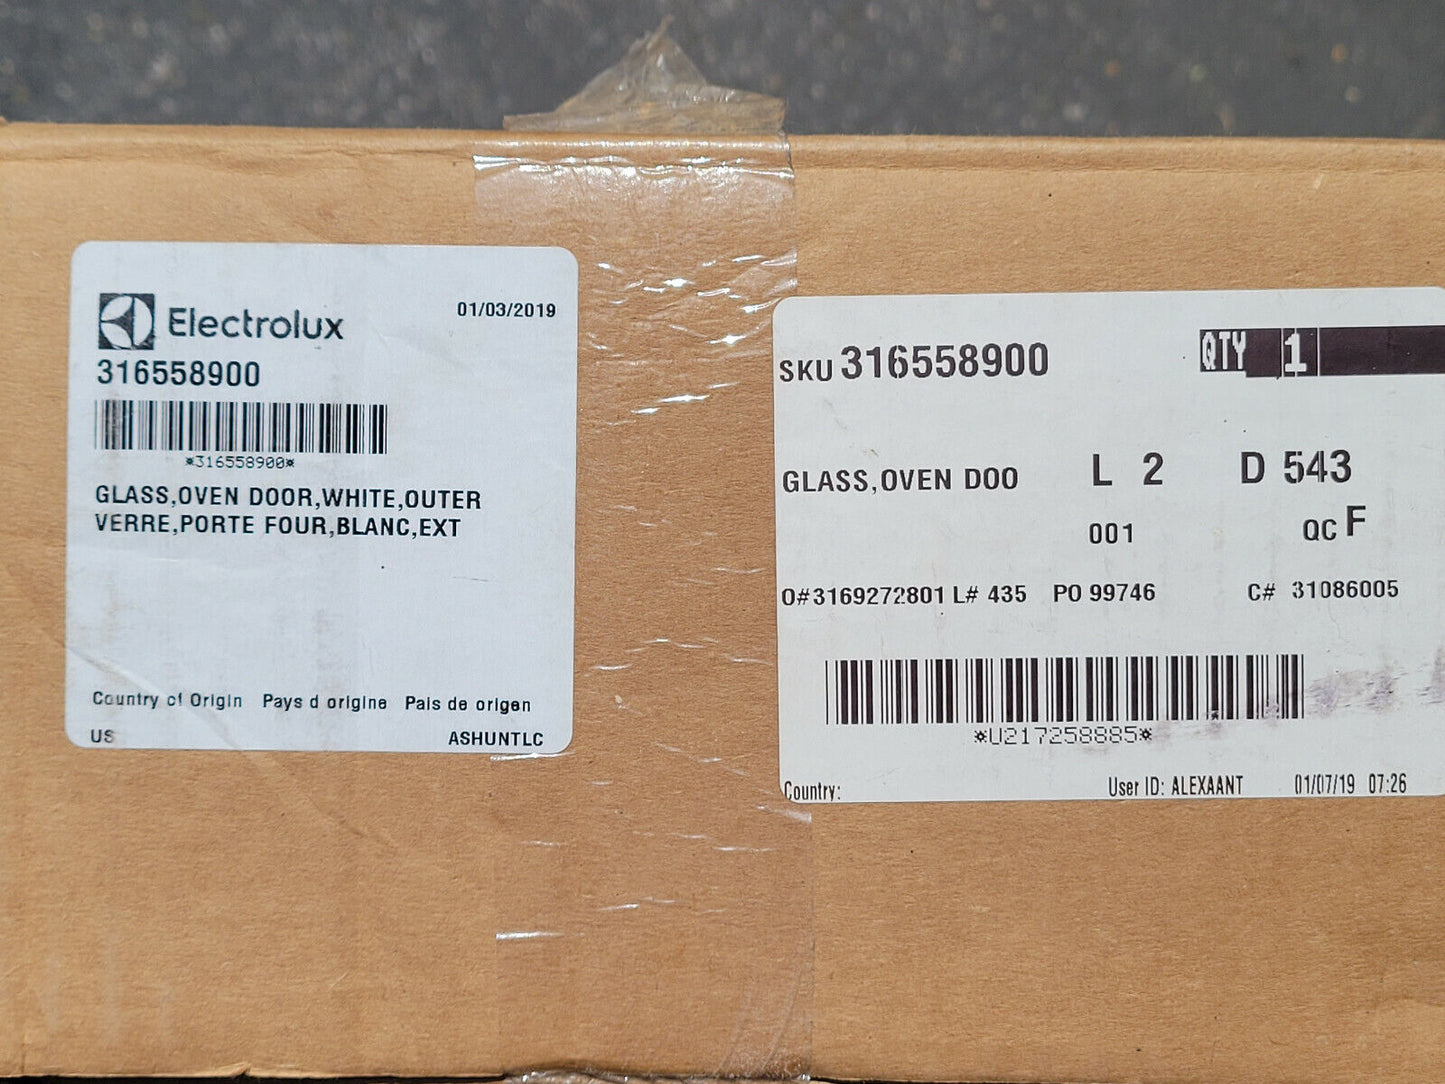 Electrolux
01/03/2019
316558900
*316558900*
GLASS,OVEN DOOR,WHITE,OUTER
VERRE,PORTE FOUR,BLANC,EXT
Country of Origin Pays d origine Pais de origen
US
ASHUNTLC
SKU 316558900
QTY 1
GLASS,OVEN DOO L 2 D 543
001 QC F
O#3169272801 L# 435 PO 99746 C# 31086005
*U217258885*
Country: User ID: ALEXAANT 01/07/19 07:26